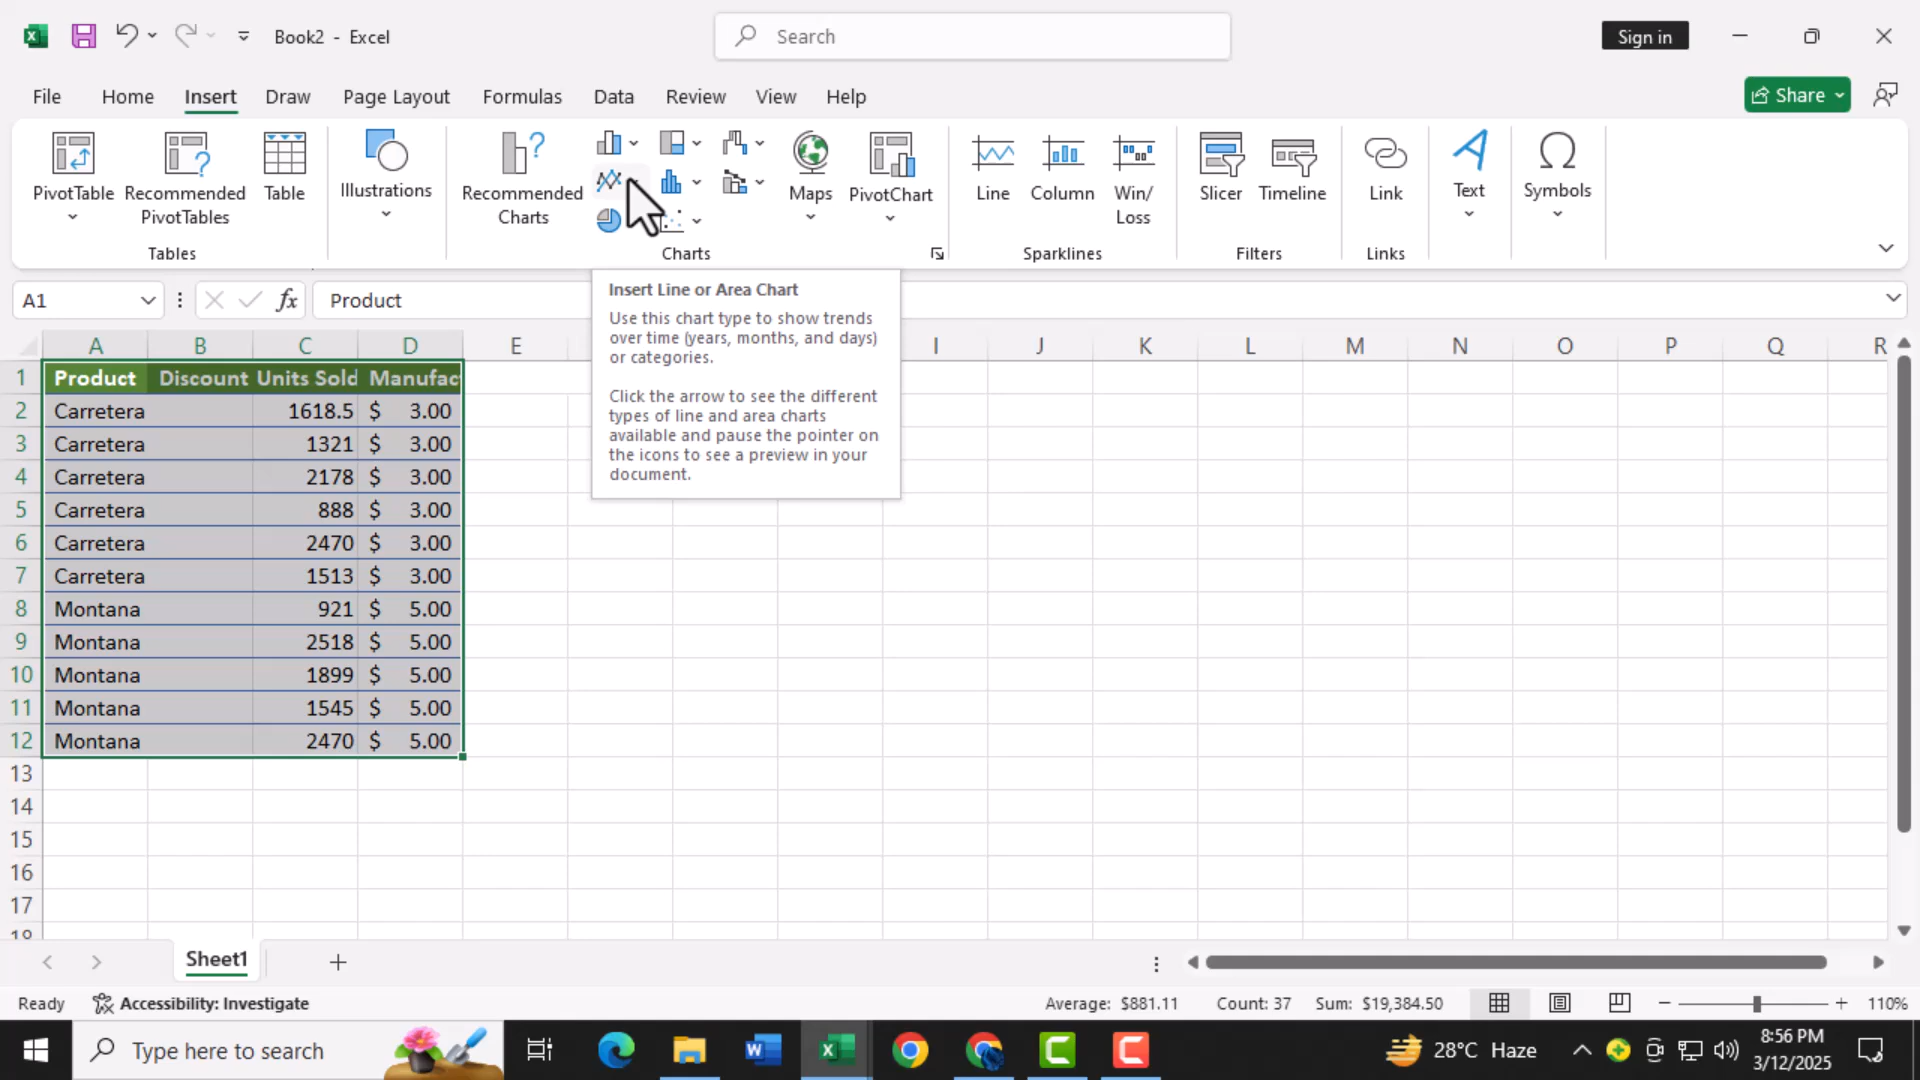 Book2 - Excel
Search
Sign in
File Home Insert Draw Page Layout Formulas Data Review View Help
Share
PivotTable
Recommended
PivotTables
Table
Illustrations
Recommended
Charts
Maps
PivotChart
Line
Column
Win/
Loss
Slicer
Timeline
Link
Text
Symbols
Tables
Charts
Sparklines
Filters
Links
A1
fx
Product
Insert Line or Area Chart
Use this chart type to show trends
over time (years, months, and days)
or categories.
Click the arrow to see the different
types of line and area charts
available and pause the pointer on
the icons to see a preview in your
document.
A B C D E I J K L M N O P Q R
1 Product Discount Units Sold Manufac
2 Carretera 1618.5 $ 3.00
3 Carretera 1321 $ 3.00
4 Carretera 2178 $ 3.00
5 Carretera 888 $ 3.00
6 Carretera 2470 $ 3.00
7 Carretera 1513 $ 3.00
8 Montana 921 $ 5.00
9 Montana 2518 $ 5.00
10 Montana 1899 $ 5.00
11 Montana 1545 $ 5.00
12 Montana 2470 $ 5.00
13
14
15
16
17
18
Sheet1
Ready
Accessibility: Investigate
Average: $881.11 Count: 37 Sum: $19,384.50
110%
Type here to search
28°C Haze
8:56 PM
3/12/2025